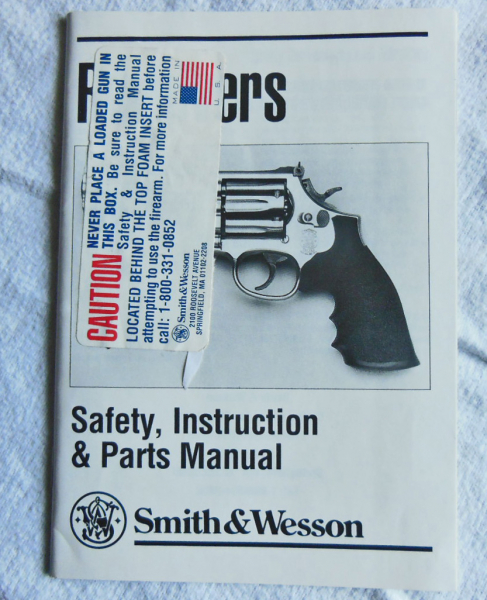 ers
CAUTION
NEVER PLACE A LOADED GUN IN
THIS BOX. Be sure to read the
Safety & Instruction Manual
LOCATED BEHIND THE TOP FOAM INSERT before
attempting to use the firearm. For more information
call: 1-800-331-0852
MADE IN
U.S.A.
Smith & Wesson
2100 ROOSEVELT AVENUE
SPRINGFIELD, MA 01102-2208
Safety, Instruction
& Parts Manual
Smith & Wesson